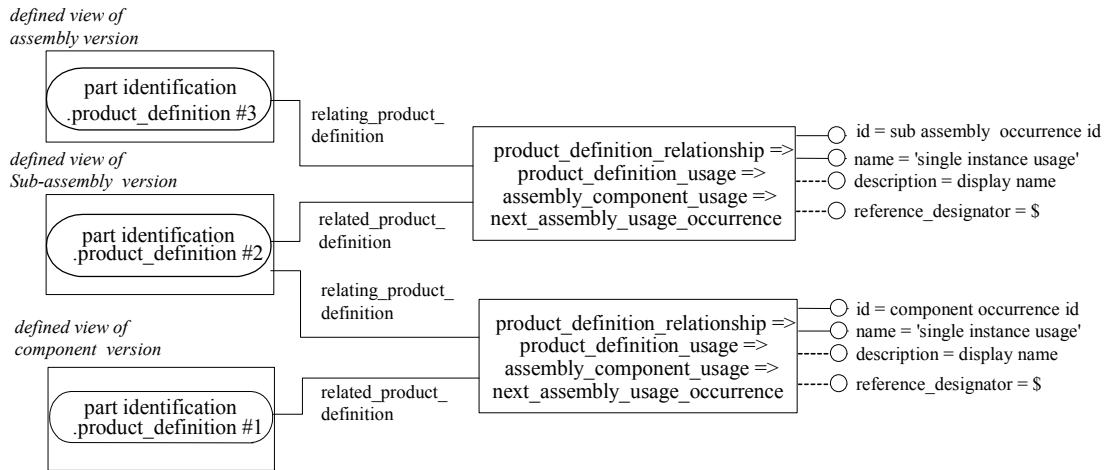 defined view of
assembly version
part identification
.product_definition #3
relating_product_
definition
product_definition_relationship =>
product_definition_usage =>
assembly_component_usage =>
next_assembly_usage_occurrence
id = sub assembly occurrence id
name = 'single instance usage'
description = display name
reference_designator = $
defined view of
Sub-assembly version
part identification
.product_definition #2
related_product_
definition
relating_product_
definition
product_definition_relationship =>
product_definition_usage =>
assembly_component_usage =>
next_assembly_usage_occurrence
id = component occurrence id
name = 'single instance usage'
description = display name
reference_designator = $
defined view of
component version
part identification
.product_definition #1
related_product_
definition